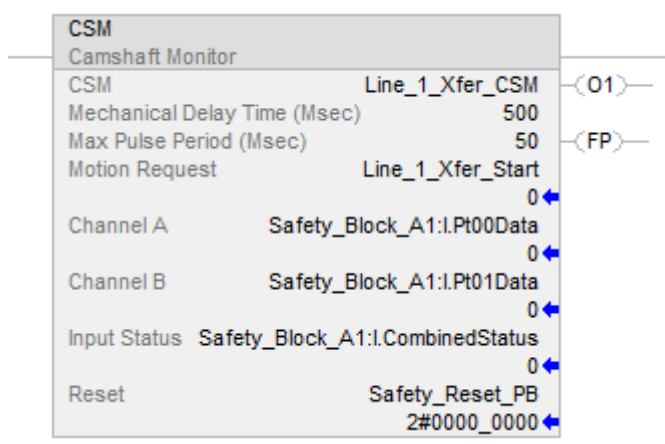 CSM
Camshaft Monitor
CSM Line_1_Xfer_CSM (O1)
Mechanical Delay Time (Msec) 500
Max Pulse Period (Msec) 50 (FP)
Motion Request Line_1_Xfer_Start
0
Channel A Safety_Block_A1:I.Pt00Data
0
Channel B Safety_Block_A1:I.Pt01Data
0
Input Status Safety_Block_A1:I.CombinedStatus
0
Reset Safety_Reset_PB
2#0000_0000